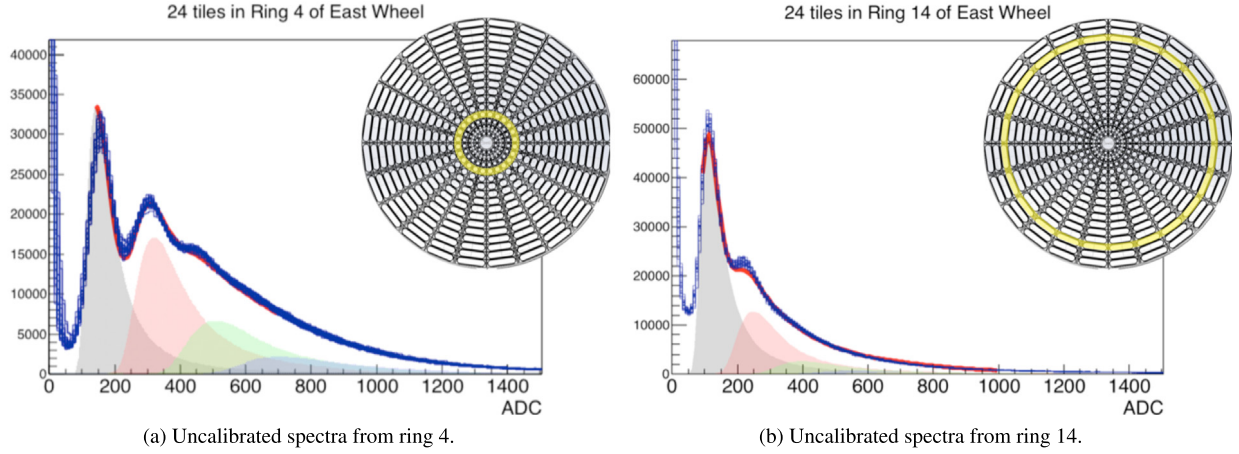 24 tiles in Ring 4 of East Wheel
40000
35000
30000
25000
20000
15000
10000
5000
0
0 200 400 600 800 1000 1200 1400
ADC
(a) Uncalibrated spectra from ring 4.
24 tiles in Ring 14 of East Wheel
60000
50000
40000
30000
20000
10000
0
0 200 400 600 800 1000 1200 1400
ADC
(b) Uncalibrated spectra from ring 14.